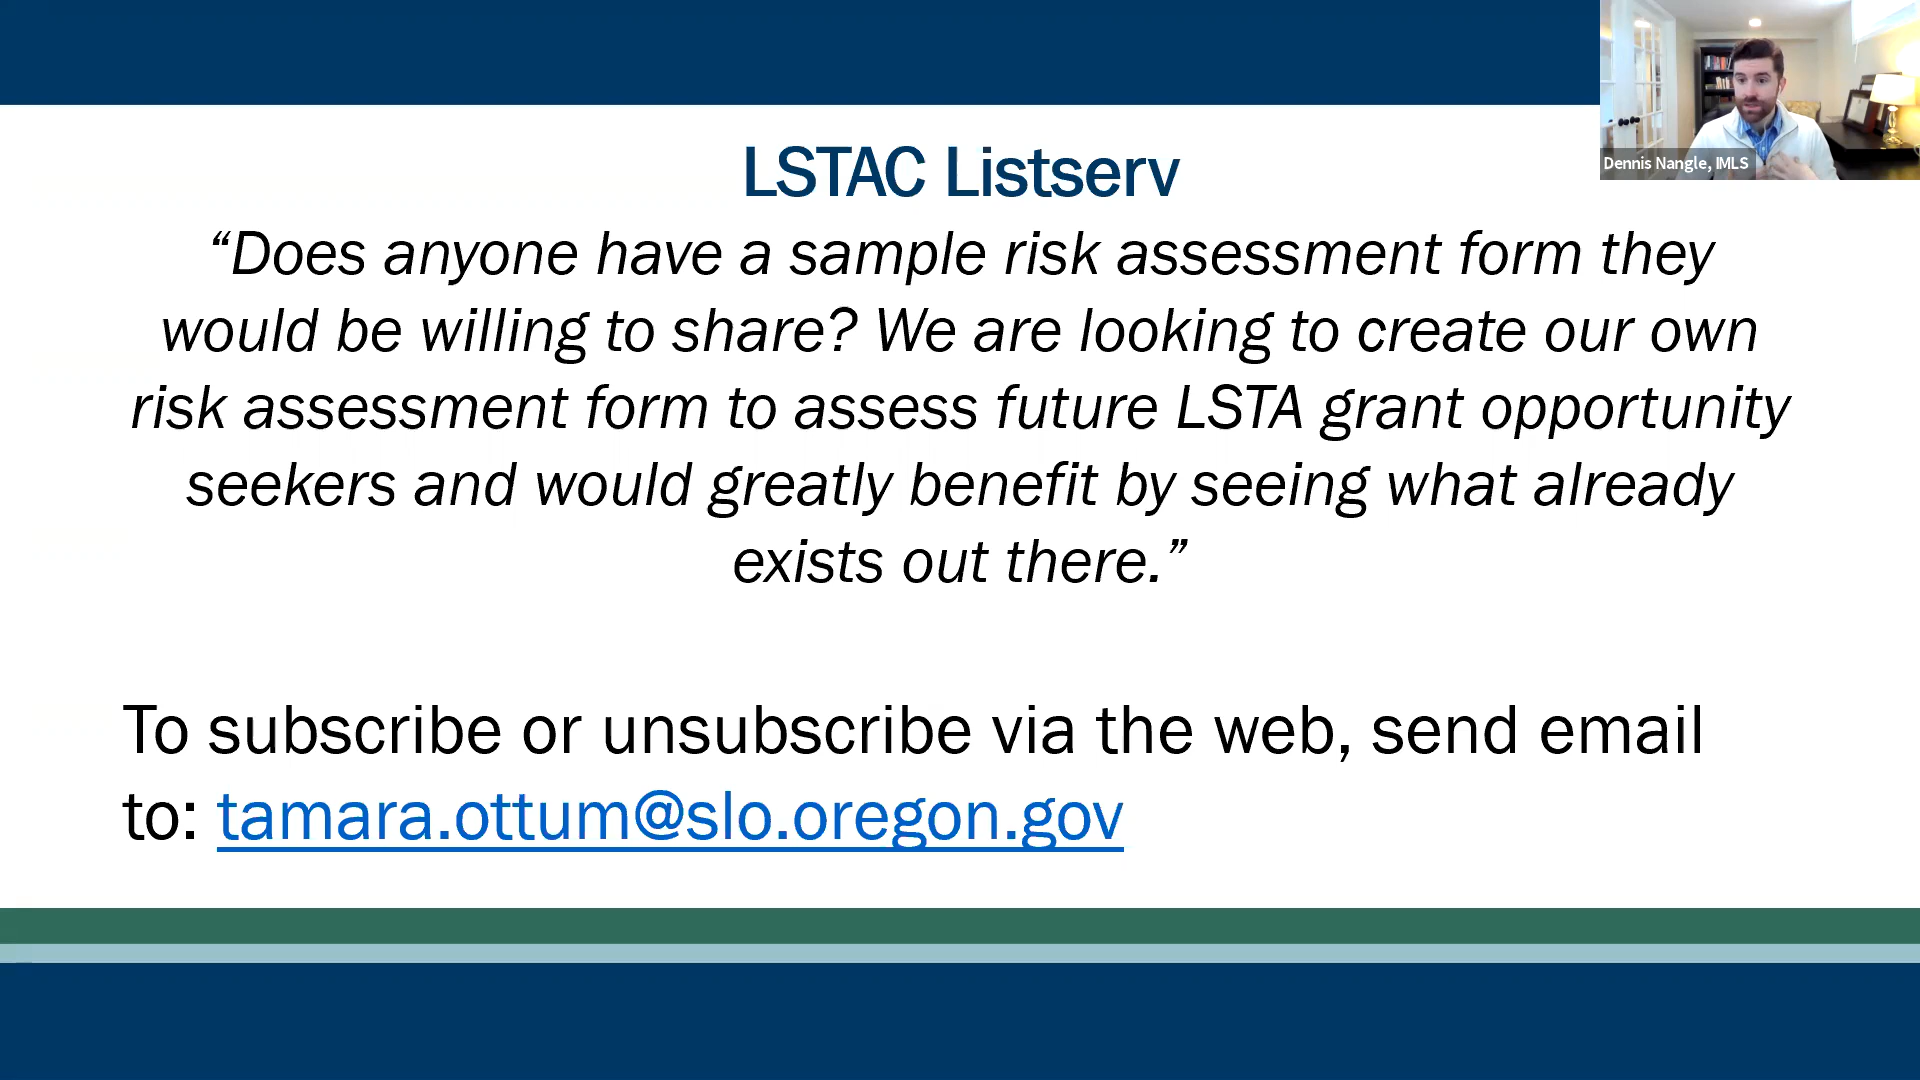 Dennis Nangle, IMLS
LSTAC Listserv
“Does anyone have a sample risk assessment form they
would be willing to share? We are looking to create our own
risk assessment form to assess future LSTA grant opportunity
seekers and would greatly benefit by seeing what already
exists out there.”
To subscribe or unsubscribe via the web, send email
to: tamara.ottum@slo.oregon.gov